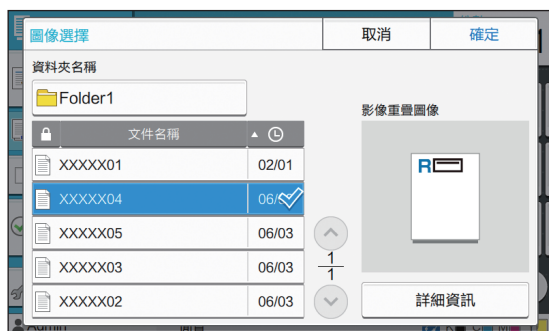 圖像選擇
取消
確定
資料夾名稱
Folder1
影像重疊圖像
文件名稱
XXXXX01 02/01
XXXXX04 06/
XXXXX05 06/03
XXXXX03 06/03
XXXXX02 06/03
R
1
1
詳細資訊
Admin